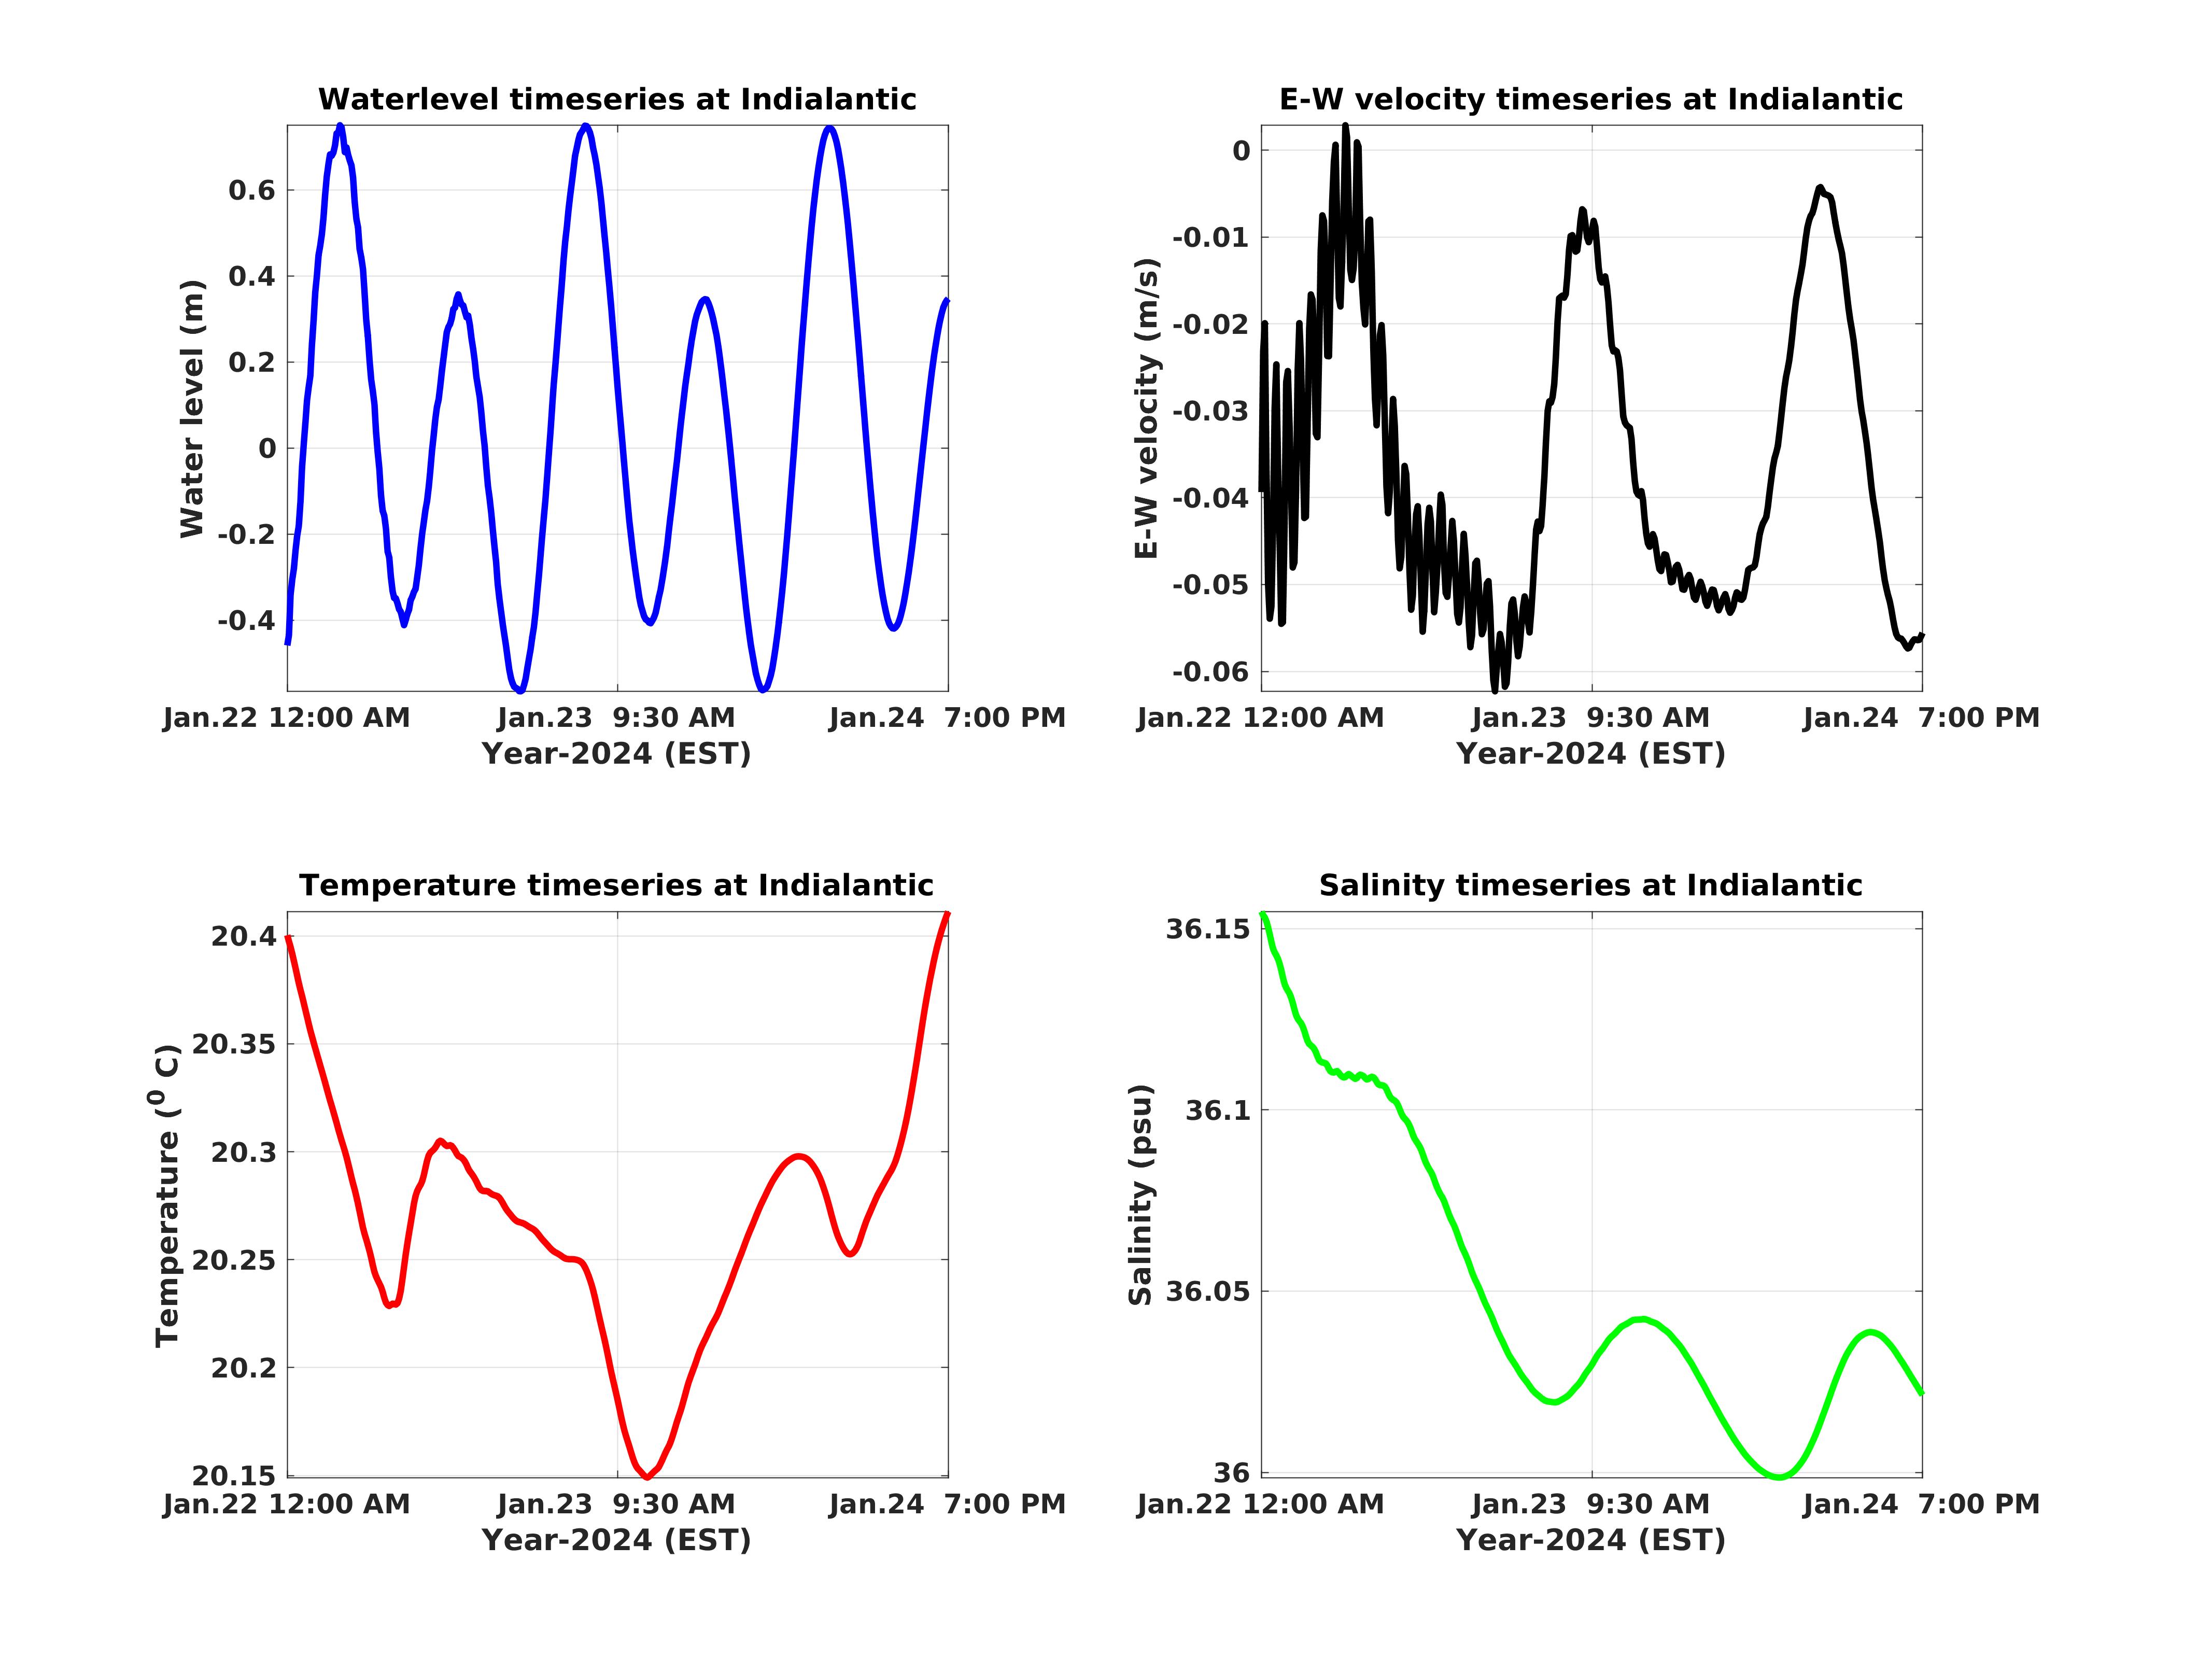 Waterlevel timeseries at Indialantic
Water level (m)
0.6
0.4
0.2
0
-0.2
-0.4
Jan.22 12:00 AM Jan.23 9:30 AM Jan.24 7:00 PM
Year-2024 (EST)
E-W velocity timeseries at Indialantic
E-W velocity (m/s)
0
-0.01
-0.02
-0.03
-0.04
-0.05
-0.06
Jan.22 12:00 AM Jan.23 9:30 AM Jan.24 7:00 PM
Year-2024 (EST)
Temperature timeseries at Indialantic
Temperature (⁰ C)
20.4
20.35
20.3
20.25
20.2
20.15
Jan.22 12:00 AM Jan.23 9:30 AM Jan.24 7:00 PM
Year-2024 (EST)
Salinity timeseries at Indialantic
Salinity (psu)
36.15
36.1
36.05
36
Jan.22 12:00 AM Jan.23 9:30 AM Jan.24 7:00 PM
Year-2024 (EST)